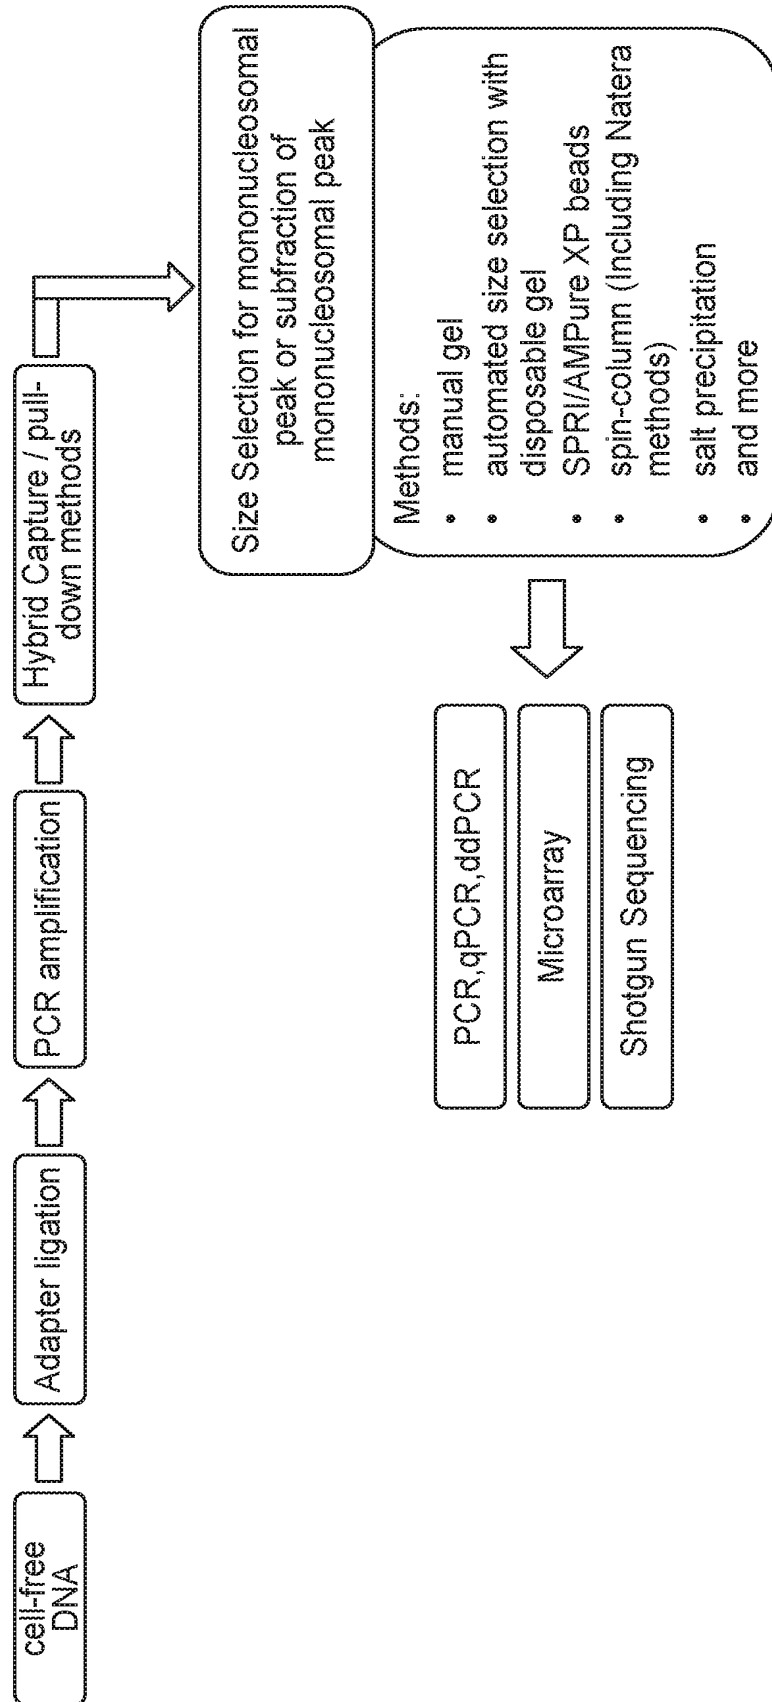 cell-free
DNA
Adapter ligation
PCR amplification
Hybrid Capture / pull-
down methods
Size Selection for mononucleosomal
peak or subfraction of
mononucleosomal peak
Methods:
• manual gel
• automated size selection with
disposable gel
• SPRI/AMPure XP beads
• spin-column (Including Natera
methods)
• salt precipitation
• and more
PCR,qPCR,ddPCR
Microarray
Shotgun Sequencing